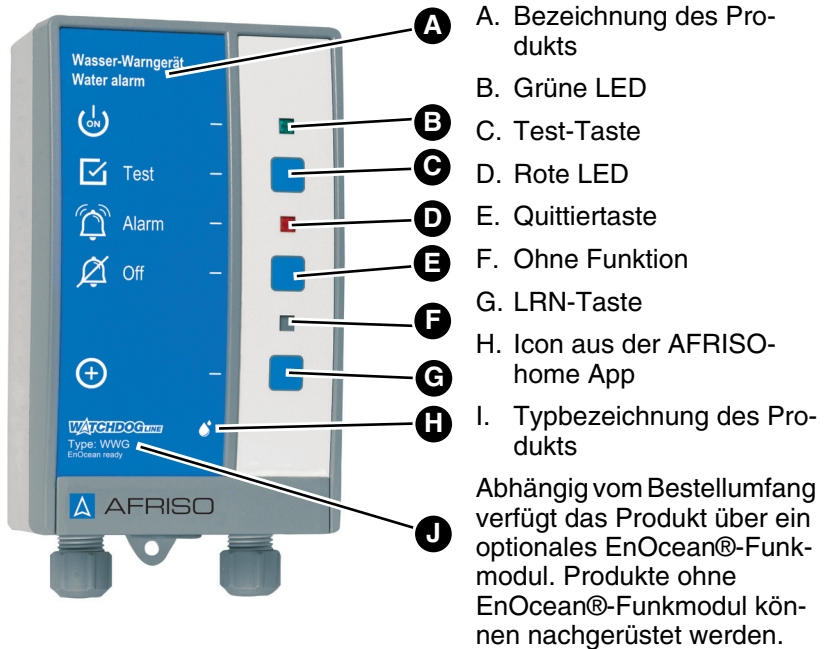 Wasser-Warngerät
Water alarm
ON
Test
Alarm
Off
WATCHDOG LINE
Type: WWG
EnOcean ready
AFRISO
A
B
C
D
E
F
G
H
J
A. Bezeichnung des Pro-
dukts
B. Grüne LED
C. Test-Taste
D. Rote LED
E. Quittiertaste
F. Ohne Funktion
G. LRN-Taste
H. Icon aus der AFRISO-
home App
I. Typbezeichnung des Pro-
dukts
Abhängig vom Bestellumfang
verfügt das Produkt über ein
optionales EnOcean®-Funk-
modul. Produkte ohne
EnOcean®-Funkmodul kön-
nen nachgerüstet werden.